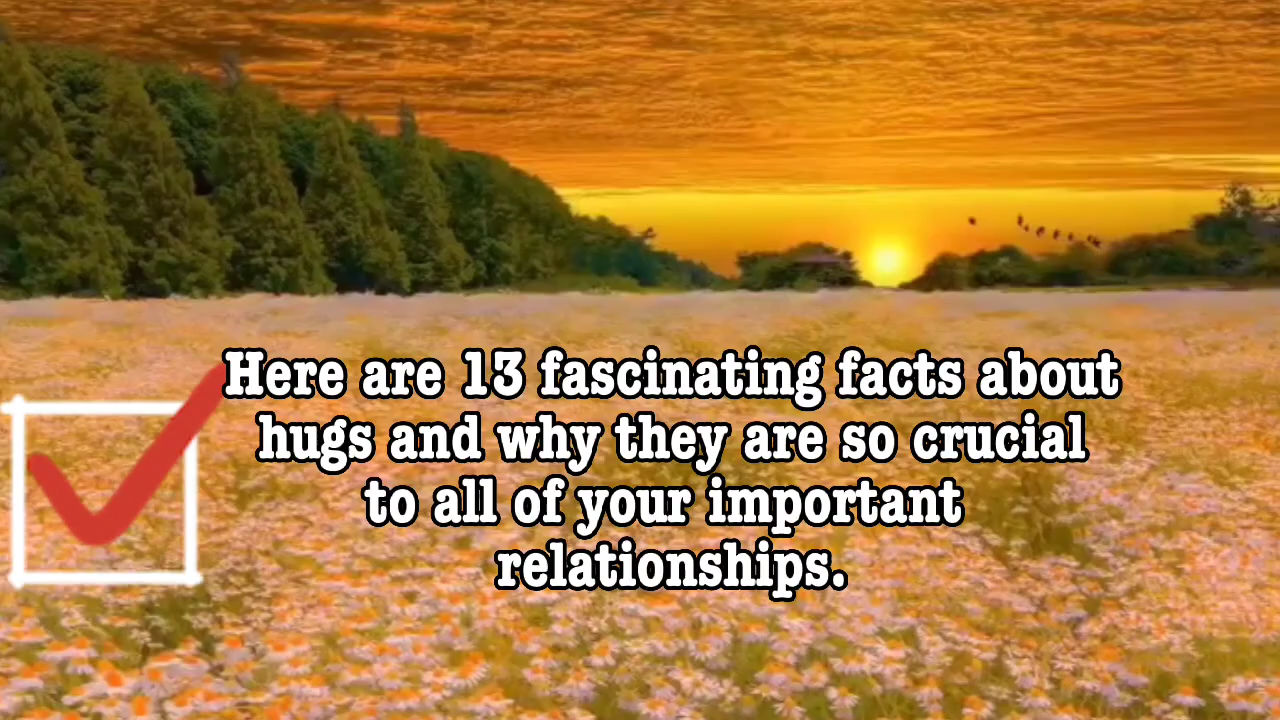 Here are 13 fascinating facts about
hugs and why they are so crucial
to all of your important
relationships.